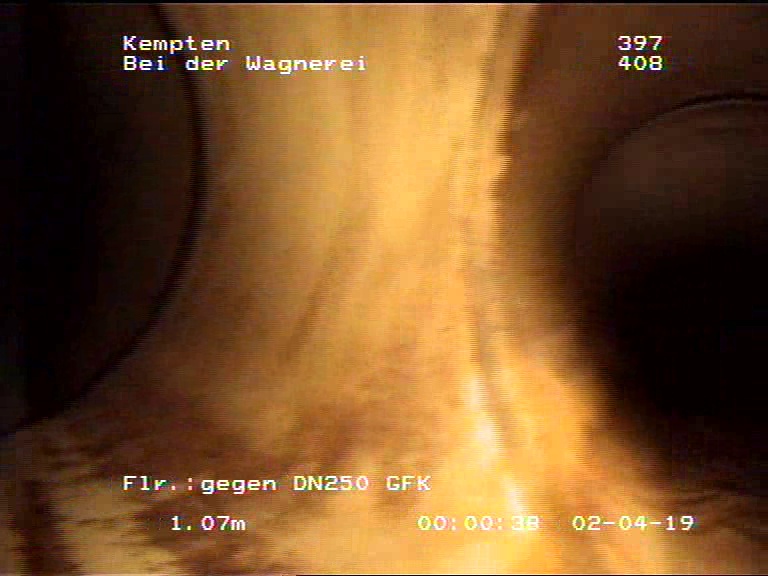 Kempten 397
Bei der Wagnerei 408
Flr.:gegen DN250 GFK
1.07m 00:00:38 02-04-19